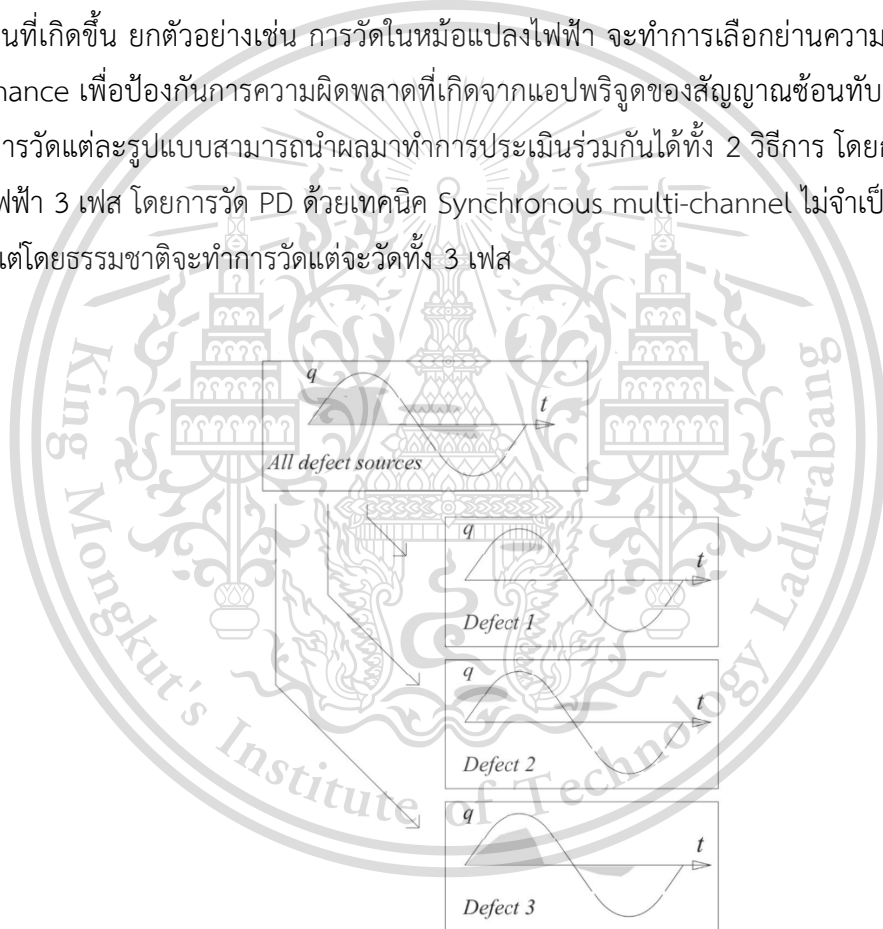 นที่เกิดขึ้น ยกตัวอย่างเช่น การวัดในหม้อแปลงไฟฟ้า จะทำการเลือกย่านความ
nance เพื่อป้องกันการความผิดพลาดที่เกิดจากแอปพริจูดของสัญญาณซ้อนทับ
ารวัดแต่ละรูปแบบสามารถนำผลมาทำการประเมินร่วมกันได้ทั้ง 2 วิธีการ โดยก
ฟฟ้า 3 เฟส โดยการวัด PD ด้วยเทคนิค Synchronous multi-channel ไม่จำเป็
แต่โดยธรรมชาติจะทำการวัดแต่จะวัดทั้ง 3 เฟส
q
t
All defect sources
q
t
Defect 1
q
t
Defect 2
q
t
Defect 3
King Mongkut's Institute of Technology Ladkrabang